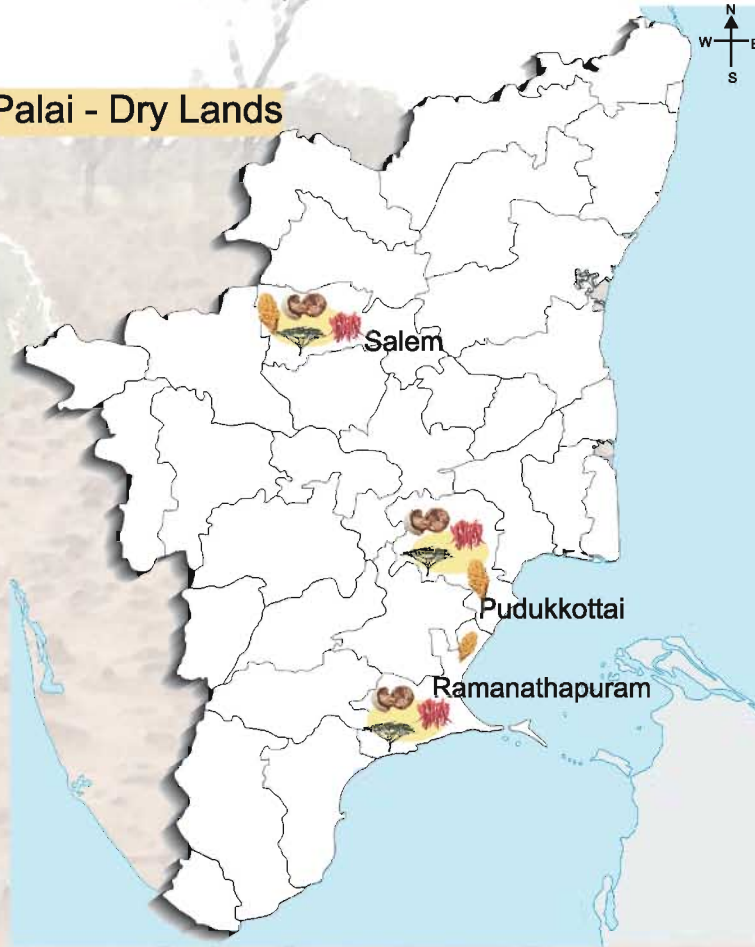 N
W E
S
Palai - Dry Lands
Salem
Pudukkottai
Ramanathapuram